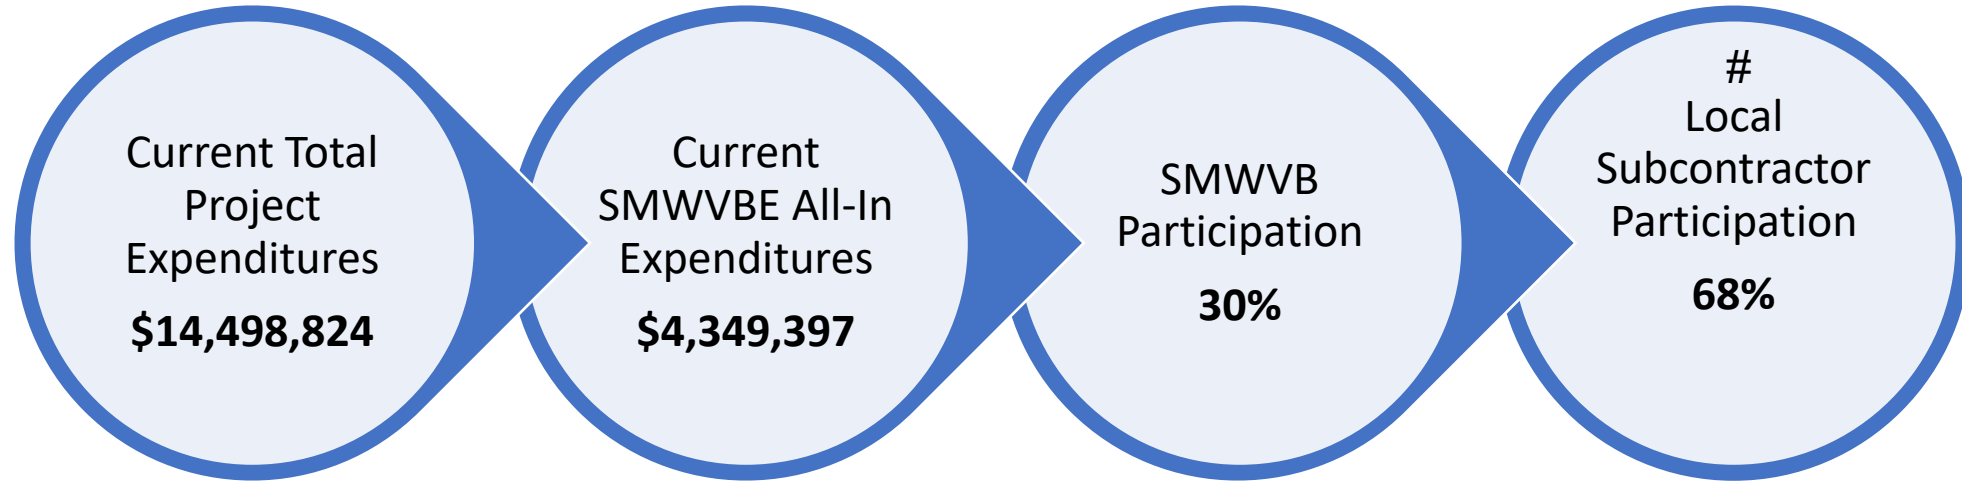 Current Total
Project
Expenditures
$14,498,824
Current
SMWVBE All-In
Expenditures
$4,349,397
SMWVB
Participation
30%
#
Local
Subcontractor
Participation
68%